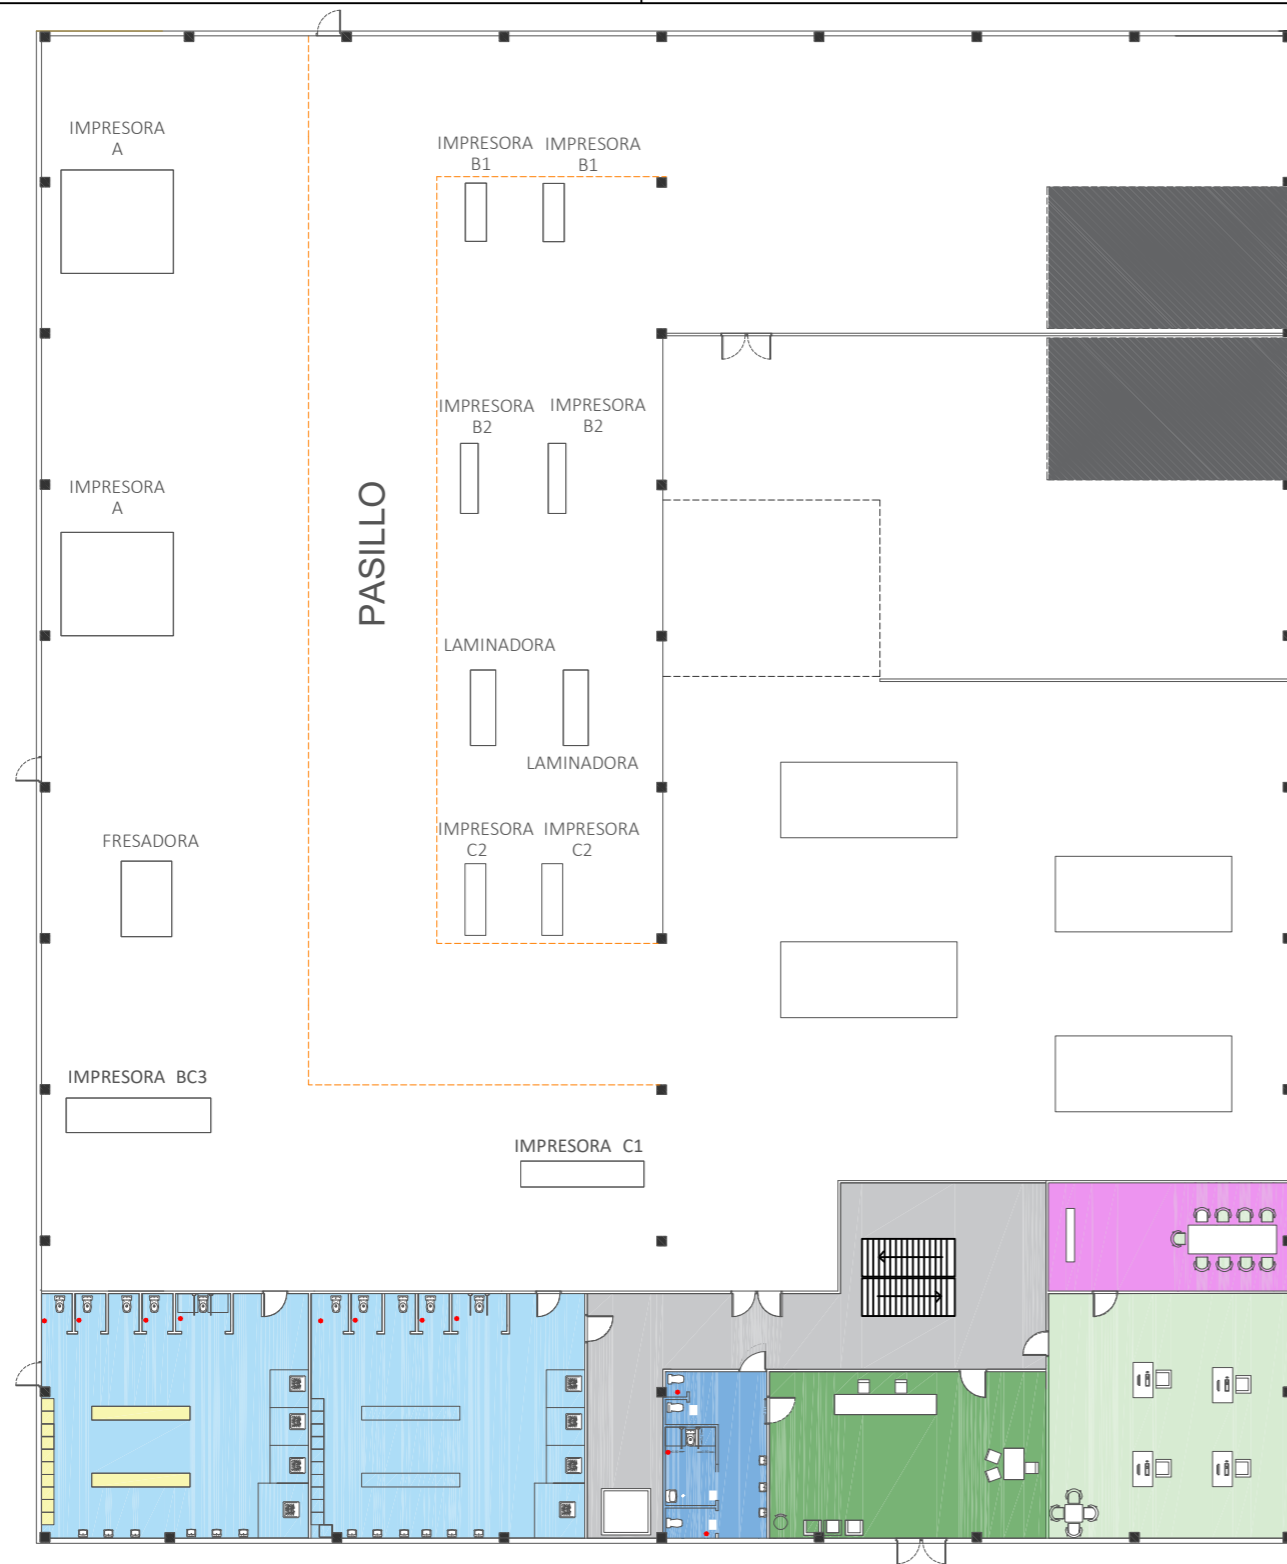 IMPRESORA
A
IMPRESORA
B1
IMPRESORA
B1
IMPRESORA
B2
IMPRESORA
B2
IMPRESORA
A
PASILLO
LAMINADORA
LAMINADORA
IMPRESORA
C2
IMPRESORA
C2
FRESADORA
IMPRESORA BC3
IMPRESORA C1